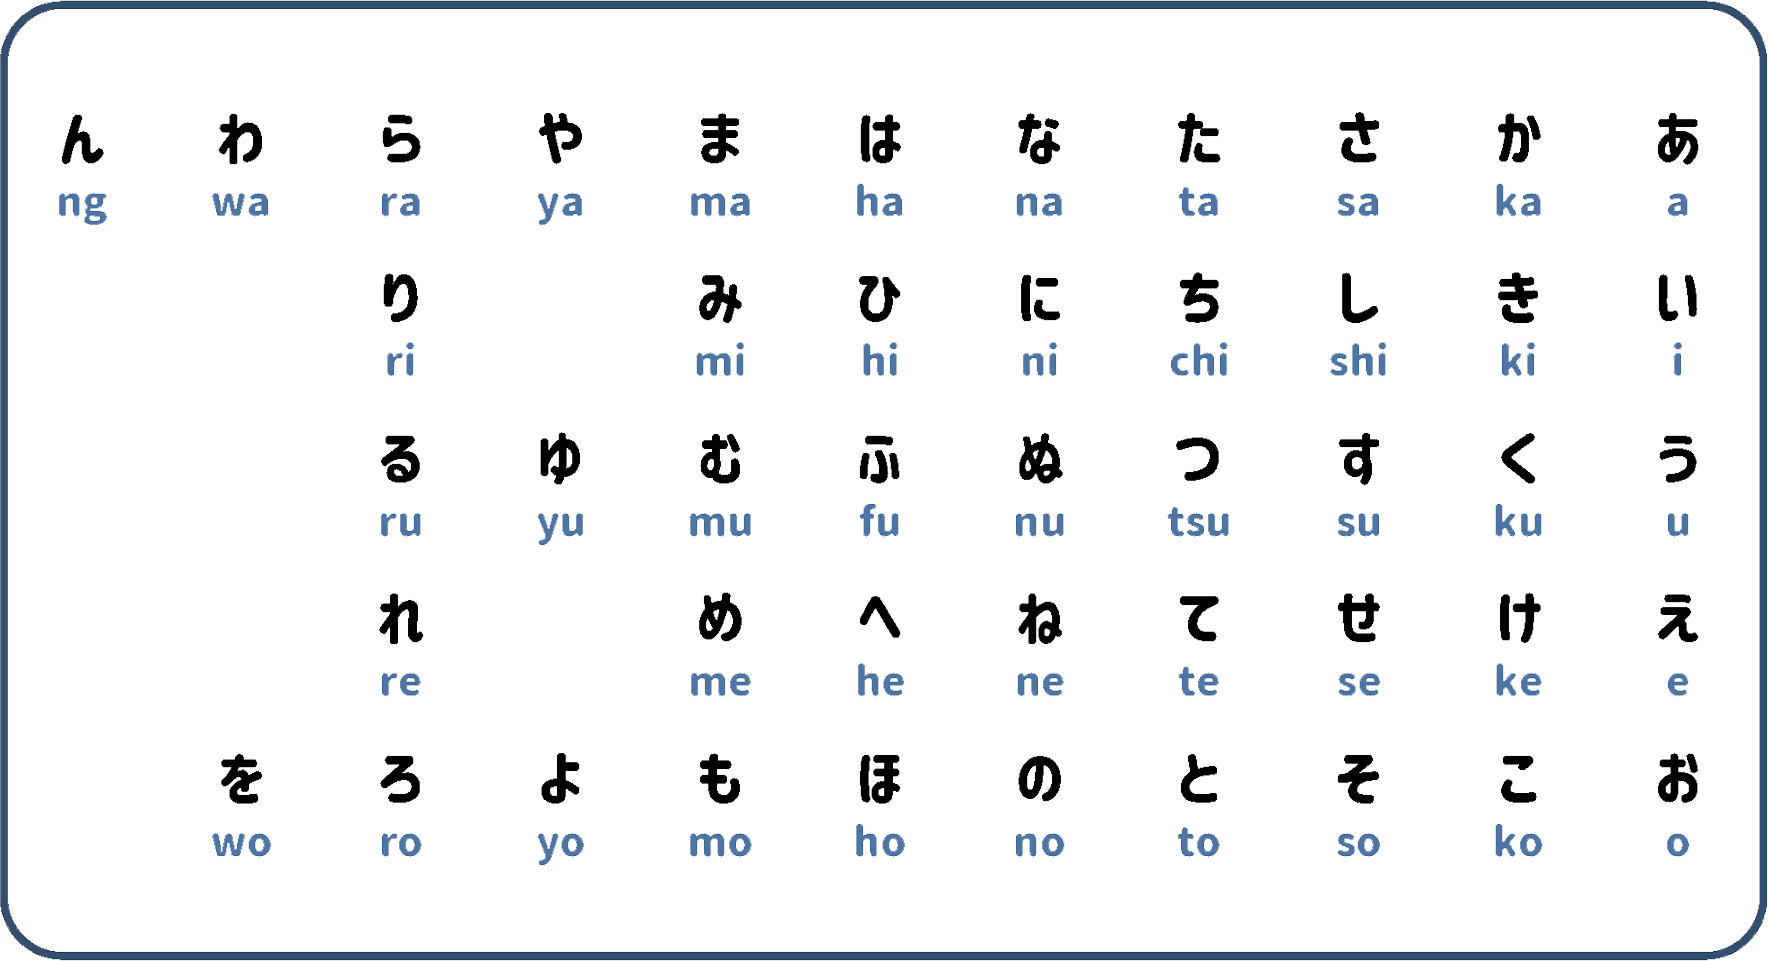 ん わ ら や ま は な た さ か あ
ng wa ra ya ma ha na ta sa ka a
り み ひ に ち し き い
ri mi hi ni chi shi ki i
る ゆ む ふ ぬ つ す く う
ru yu mu fu nu tsu su ku u
れ め へ ね て せ け え
re me he ne te se ke e
を ろ よ も ほ の と そ こ お
wo ro yo mo ho no to so ko o